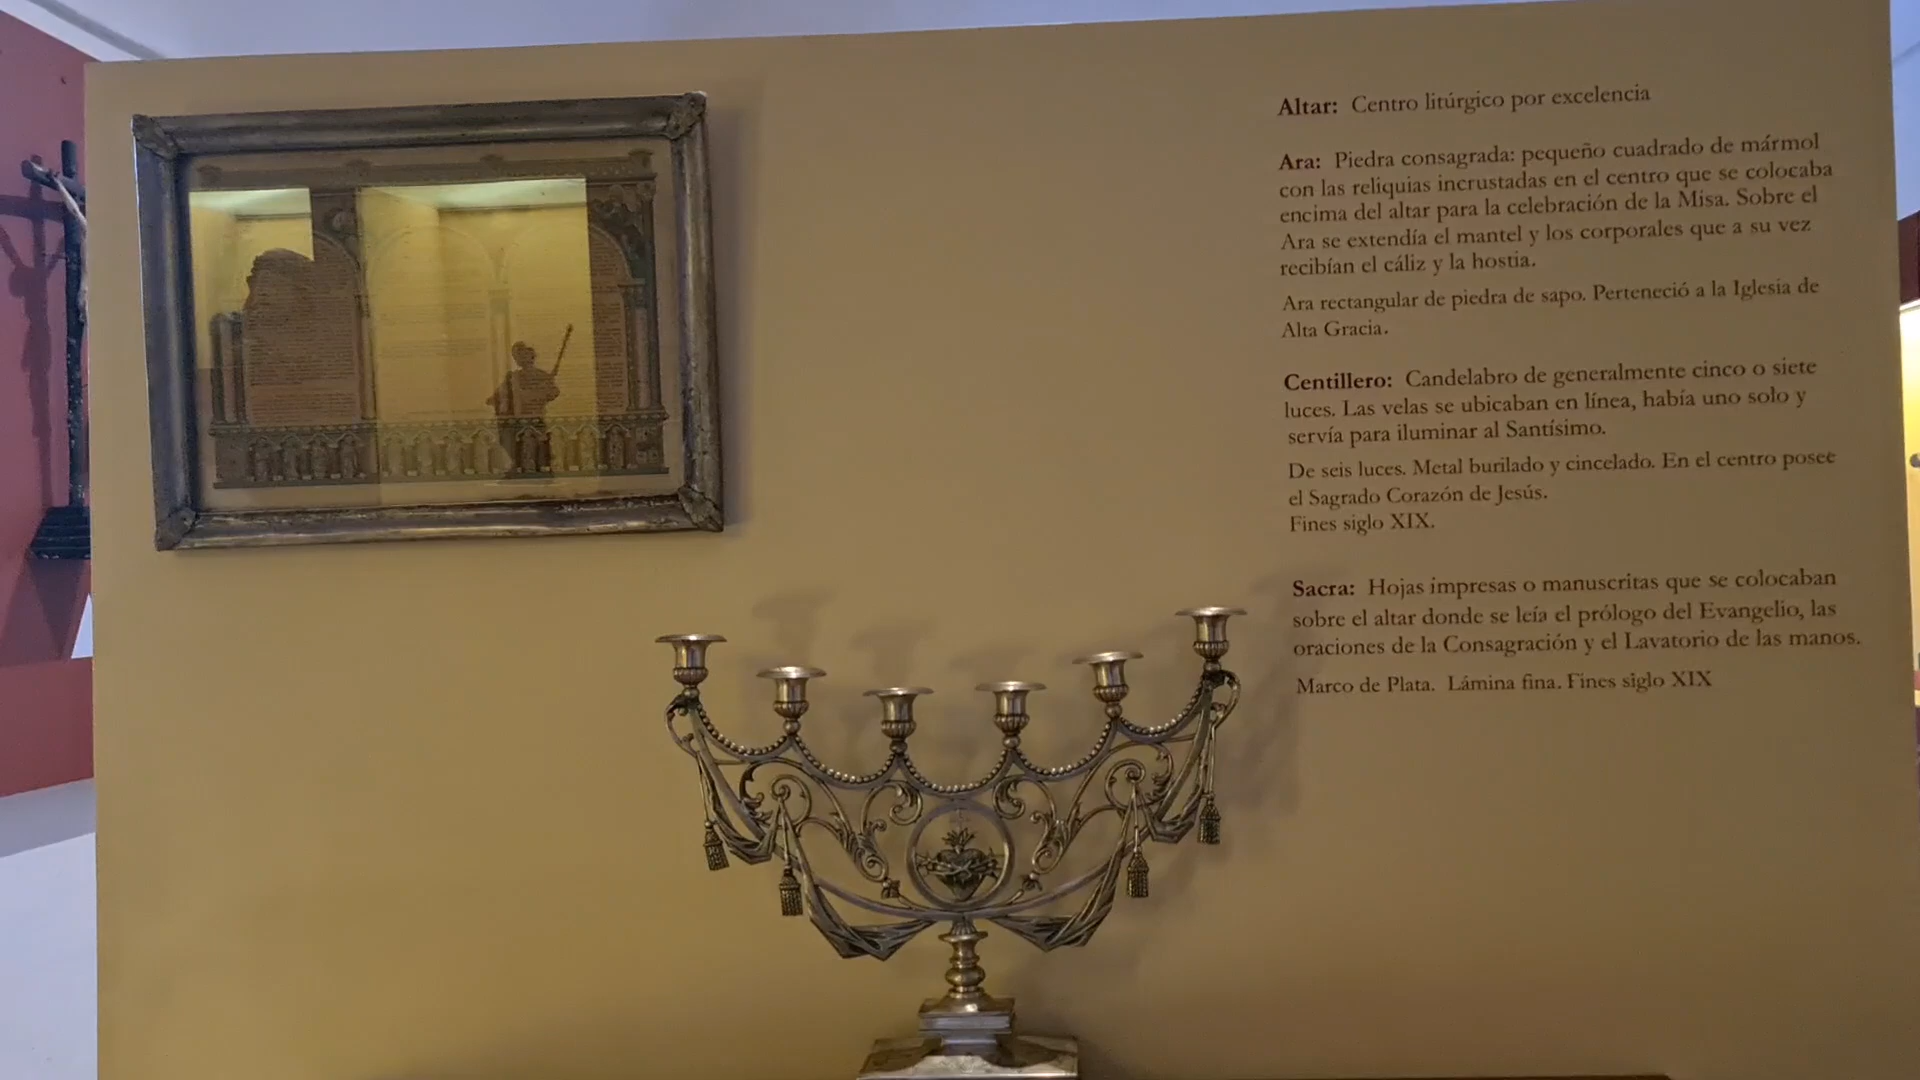 Altar: Centro litúrgico por excelencia
Ara: Piedra consagrada: pequeño cuadrado de mármol
con las reliquias incrustadas en el centro que se colocaba
encima del altar para la celebración de la Misa. Sobre el
Ara se extendía el mantel y los corporales que a su vez
recibían el cáliz y la hostia.
Ara rectangular de piedra de sapo. Perteneció a la Iglesia de
Alta Gracia.
Centillero: Candelabro de generalmente cinco o siete
luces. Las velas se ubicaban en línea, había uno solo y
servía para iluminar al Santísimo.
De seis luces. Metal burilado y cincelado. En el centro posee
el Sagrado Corazón de Jesús.
Fines siglo XIX.
Sacra: Hojas impresas o manuscritas que se colocaban
sobre el altar donde se leía el prólogo del Evangelio, las
oraciones de la Consagración y el Lavatorio de las manos.
Marco de Plata. Lámina fina. Fines siglo XIX